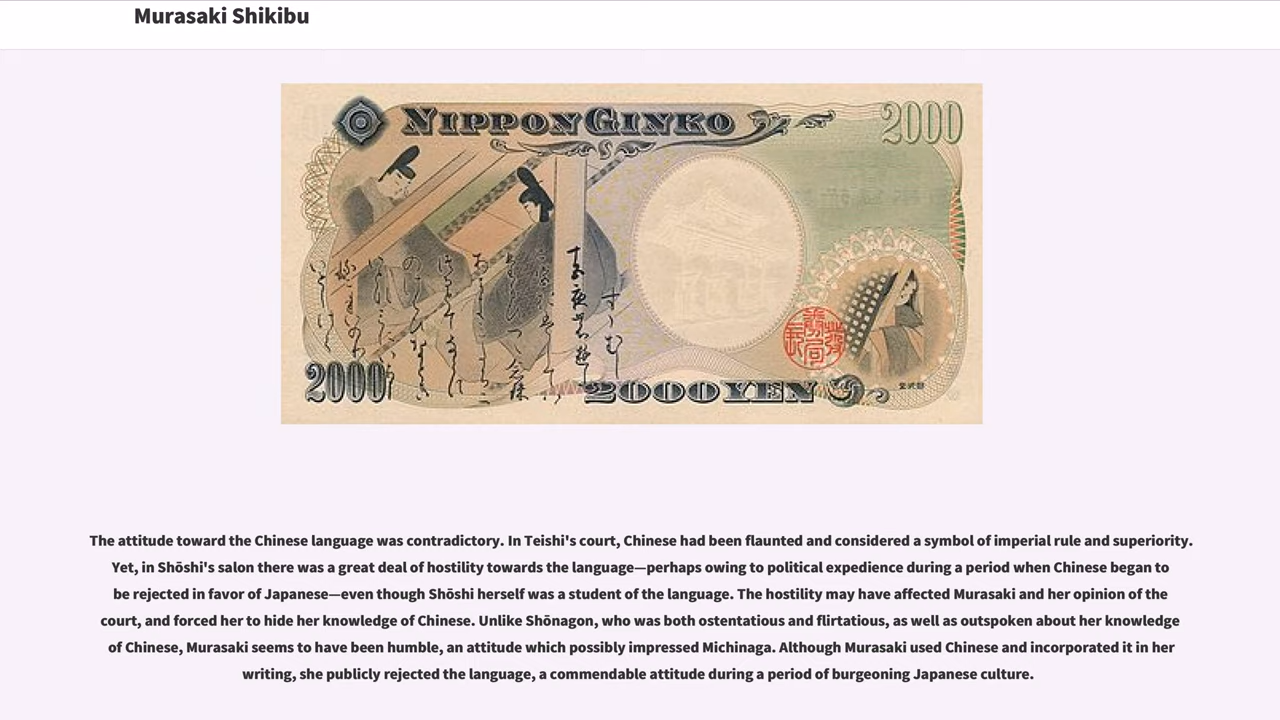 Murasaki Shikibu
NIPPON GINKO
2000
2000
2000 YEN
The attitude toward the Chinese language was contradictory. In Teishi's court, Chinese had been flaunted and considered a symbol of imperial rule and superiority.
Yet, in Shōshi's salon there was a great deal of hostility towards the language—perhaps owing to political expedience during a period when Chinese began to
be rejected in favor of Japanese—even though Shōshi herself was a student of the language. The hostility may have affected Murasaki and her opinion of the
court, and forced her to hide her knowledge of Chinese. Unlike Shōnagon, who was both ostentatious and flirtatious, as well as outspoken about her knowledge
of Chinese, Murasaki seems to have been humble, an attitude which possibly impressed Michinaga. Although Murasaki used Chinese and incorporated it in her
writing, she publicly rejected the language, a commendable attitude during a period of burgeoning Japanese culture.